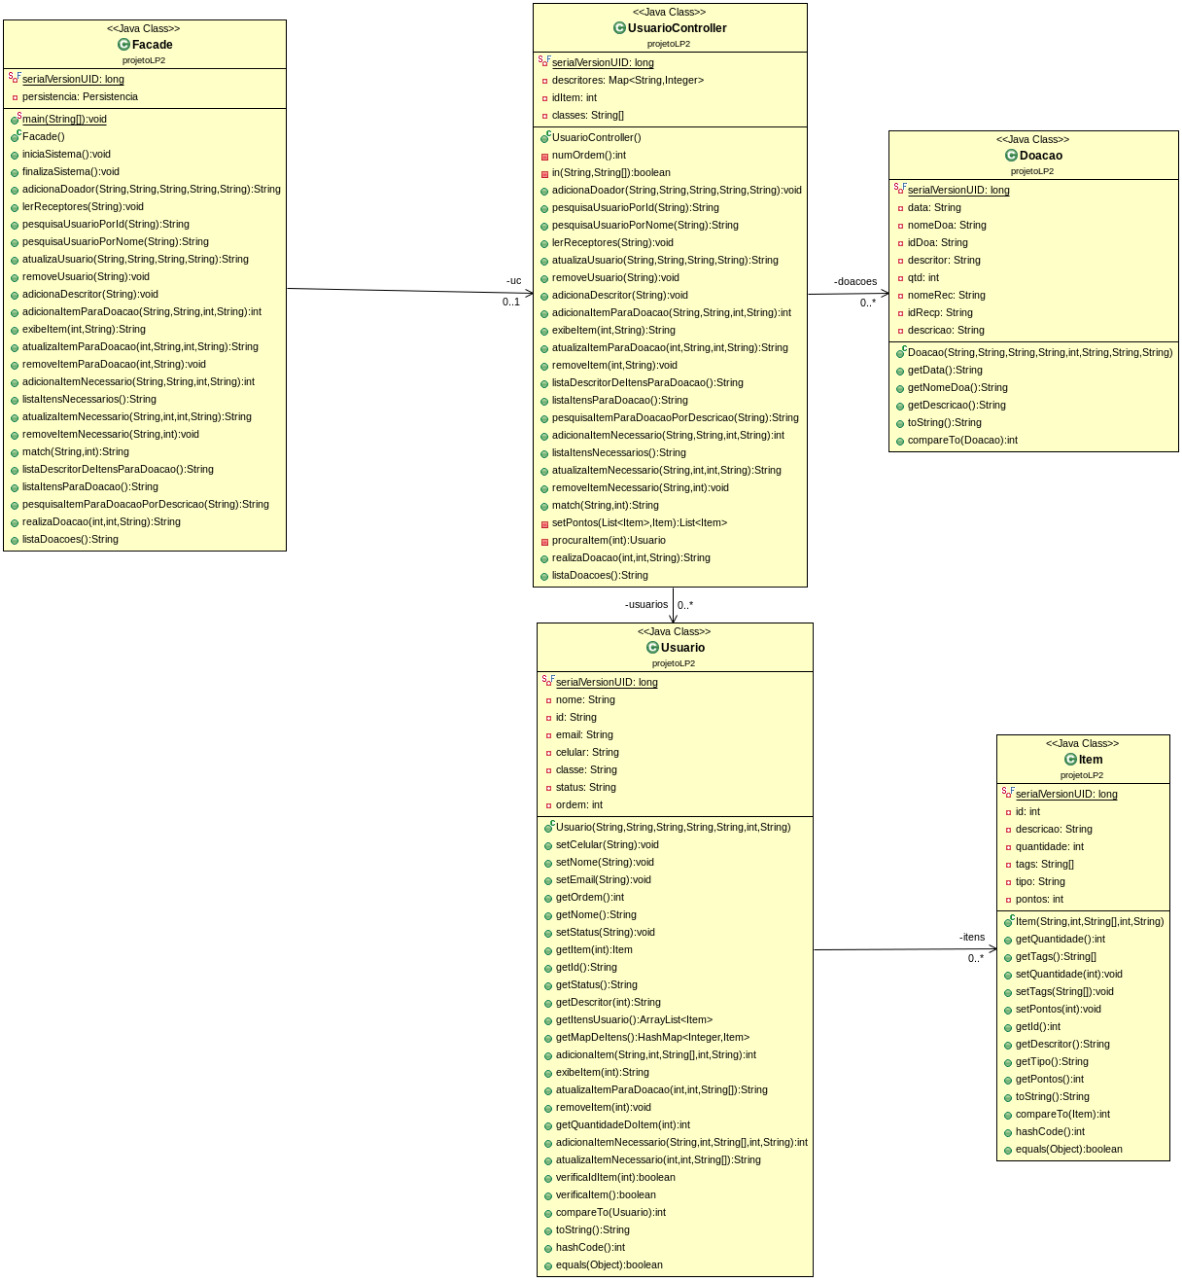 <<Java Class>>
Facade
projetoLP2
serialVersionUID: long
persistencia: Persistencia
main(String[]):void
Facade()
iniciaSistema():void
finalizaSistema():void
adicionaDoador(String,String,String,String,String):String
lerReceptores(String):void
pesquisaUsuarioPorId(String):String
pesquisaUsuarioPorNome(String):String
atualizaUsuario(String,String,String,String):String
removeUsuario(String):void
adicionaDescritor(String):void
adicionaItemParaDoacao(String,String,int,String):int
exibeItem(int,String):String
atualizaItemParaDoacao(int,String,int,String):String
removeItemParaDoacao(int,String):void
adicionaItemNecessario(String,String,int,String):int
listaItensNecessarios():String
atualizaItemNecessario(String,int,int,String):String
removeItemNecessario(String,int):void
match(String,int):String
listaDescritorDeItensParaDoacao():String
listaItensParaDoacao():String
pesquisaItemParaDoacaoPorDescricao(String):String
realizaDoacao(int,int,String):String
listaDoacoes():String
-uc
0..1
<<Java Class>>
UsuarioController
projetoLP2
serialVersionUID: long
descritores: Map<String,Integer>
idItem: int
classes: String[]
UsuarioController()
numOrdem():int
in(String,String[]):boolean
adicionaDoador(String,String,String,String,String):void
pesquisaUsuarioPorId(String):String
pesquisaUsuarioPorNome(String):String
lerReceptores(String):void
atualizaUsuario(String,String,String,String):String
removeUsuario(String):void
adicionaDescritor(String):void
adicionaItemParaDoacao(String,String,int,String):int
exibeItem(int,String):String
atualizaItemParaDoacao(int,String,int,String):String
removeItem(int,String):void
listaDescritorDeItensParaDoacao():String
listaItensParaDoacao():String
pesquisaItemParaDoacaoPorDescricao(String):String
adicionaItemNecessario(String,String,int,String):int
listaItensNecessarios():String
atualizaItemNecessario(String,int,int,String):String
removeItemNecessario(String,int):void
match(String,int):String
setPontos(List<Item>,Item):List<Item>
procuraItem(int):Usuario
realizaDoacao(int,int,String):String
listaDoacoes():String
-doacoes
0..*
<<Java Class>>
Doacao
projetoLP2
serialVersionUID: long
data: String
nomeDoa: String
idDoa: String
descritor: String
qtd: int
nomeRec: String
idRecp: String
descricao: String
Doacao(String,String,String,String,int,String,String,String)
getData():String
getNomeDoa():String
getDescricao():String
toString():String
compareTo(Doacao):int
-usuarios
0..*
<<Java Class>>
Usuario
projetoLP2
serialVersionUID: long
nome: String
id: String
email: String
celular: String
classe: String
status: String
ordem: int
Usuario(String,String,String,String,String,int,String)
setCelular(String):void
setNome(String):void
setEmail(String):void
getOrdem():int
getNome():String
setStatus(String):void
getItem(int):Item
getId():String
getStatus():String
getDescritor(int):String
getItensUsuario():ArrayList<Item>
getMapDeItens():HashMap<Integer,Item>
adicionaItem(String,int,String[],int,String):int
exibeItem(int):String
atualizaItemParaDoacao(int,int,String[]):String
removeItem(int):void
getQuantidadeDoItem(int):int
adicionaItemNecessario(String,int,String[],int,String):int
atualizaItemNecessario(int,int,String[]):String
verificaIdItem(int):boolean
verificaItem():boolean
compareTo(Usuario):int
toString():String
hashCode():int
equals(Object):boolean
-itens
0..*
<<Java Class>>
Item
projetoLP2
serialVersionUID: long
id: int
descricao: String
quantidade: int
tags: String[]
tipo: String
pontos: int
Item(String,int,String[],int,String)
getQuantidade():int
getTags():String[]
setQuantidade(int):void
setTags(String[]):void
setPontos(int):void
getId():int
getDescritor():String
getTipo():String
getPontos():int
toString():String
compareTo(Item):int
hashCode():int
equals(Object):boolean